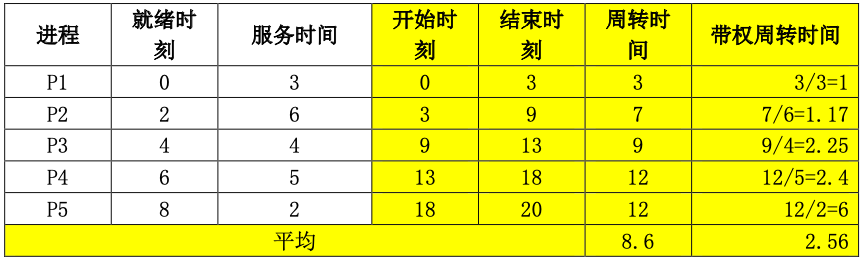 进程 就绪时刻 服务时间 开始时刻 结束时刻 周转时间 带权周转时间
P1 0 3 0 3 3 3/3=1
P2 2 6 3 9 7 7/6=1.17
P3 4 4 9 13 9 9/4=2.25
P4 6 5 13 18 12 12/5=2.4
P5 8 2 18 20 12 12/2=6
平均 8.6 2.56